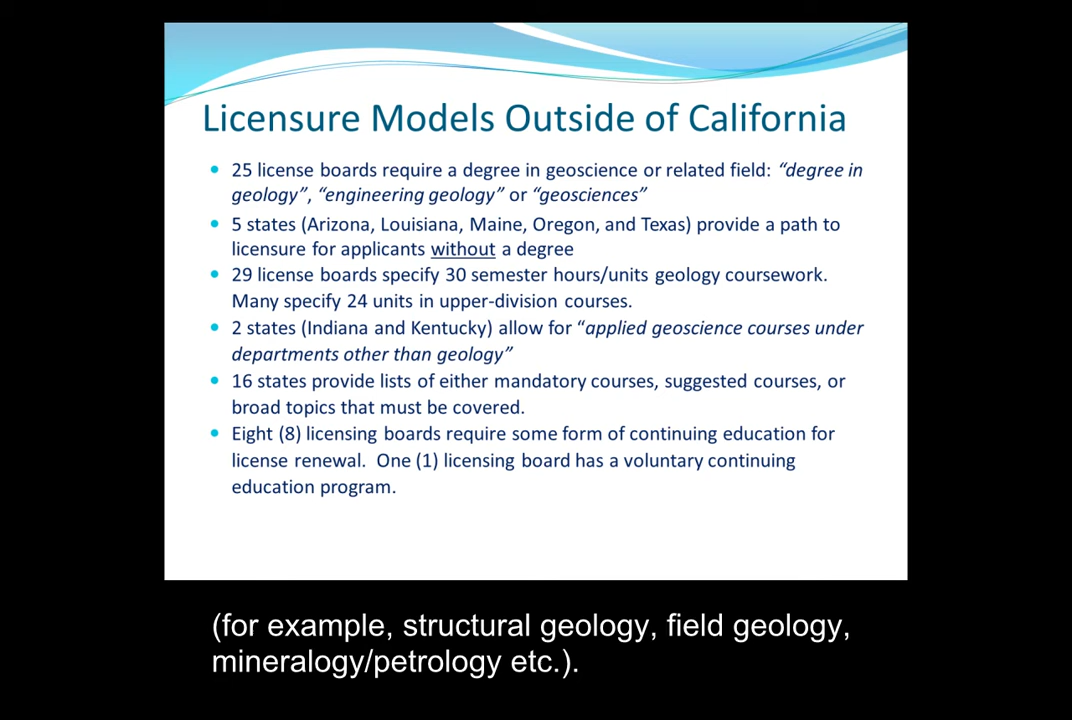 Licensure Models Outside of California
• 25 license boards require a degree in geoscience or related field: “degree in
geology”, “engineering geology” or “geosciences”
• 5 states (Arizona, Louisiana, Maine, Oregon, and Texas) provide a path to
licensure for applicants without a degree
• 29 license boards specify 30 semester hours/units geology coursework.
Many specify 24 units in upper-division courses.
• 2 states (Indiana and Kentucky) allow for “applied geoscience courses under
departments other than geology”
• 16 states provide lists of either mandatory courses, suggested courses, or
broad topics that must be covered.
• Eight (8) licensing boards require some form of continuing education for
license renewal.  One (1) licensing board has a voluntary continuing
education program.
(for example, structural geology, field geology,
mineralogy/petrology etc.).